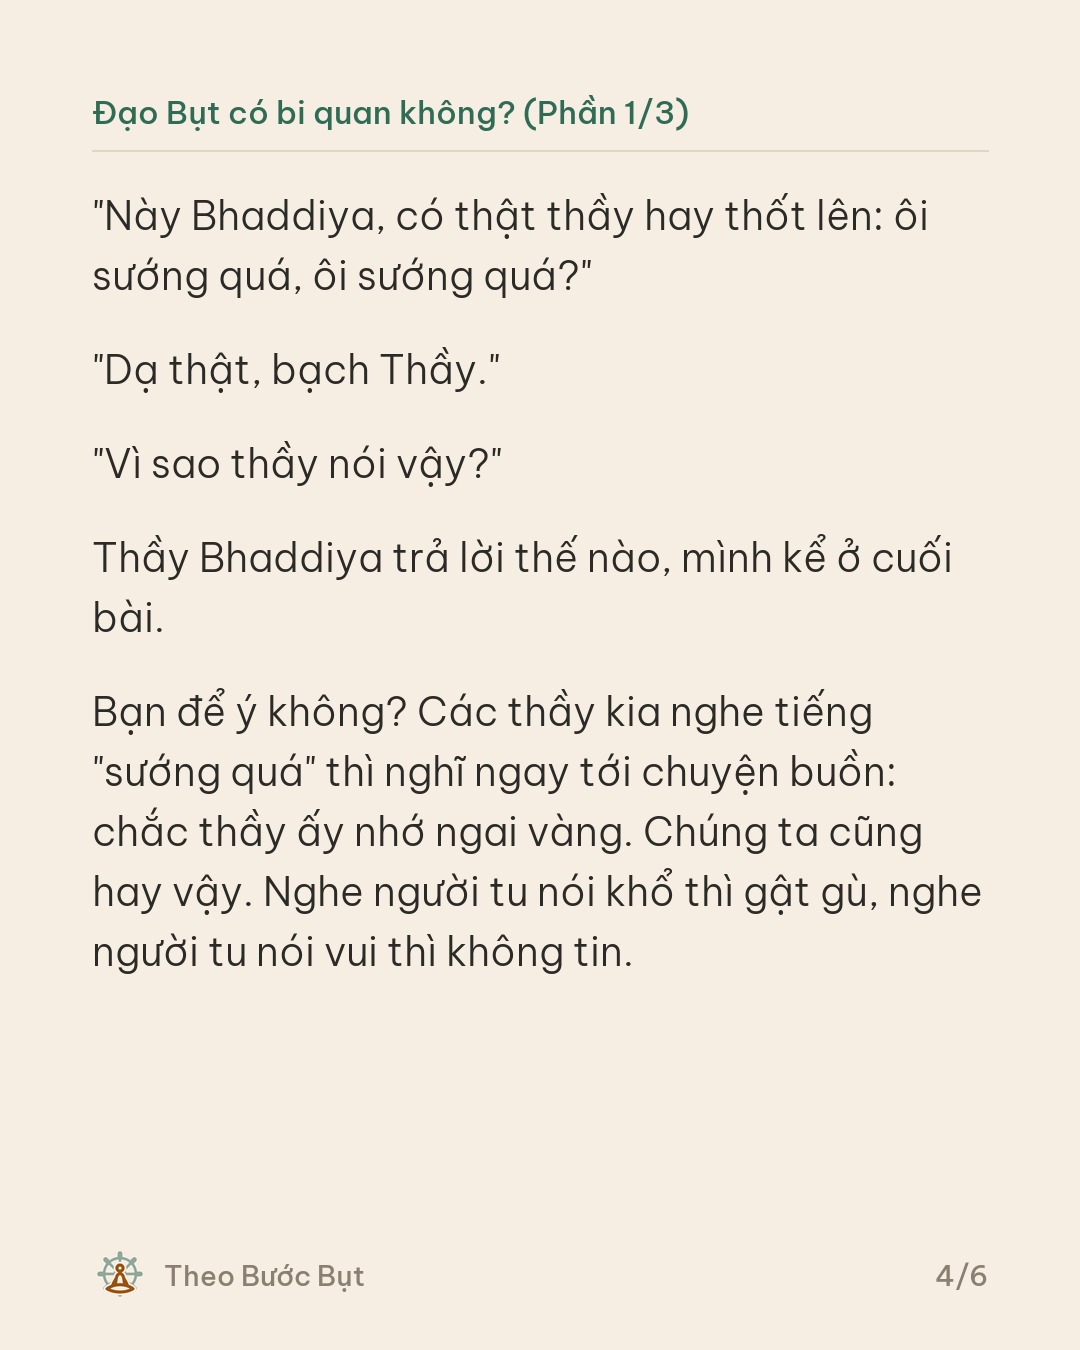 Đạo Bụt có bi quan không? (Phần 1/3)
"Này Bhaddiya, có thật thầy hay thốt lên: ôi
sướng quá, ôi sướng quá?"
"Dạ thật, bạch Thầy."
"Vì sao thầy nói vậy?"
Thầy Bhaddiya trả lời thế nào, mình kể ở cuối
bài.
Bạn để ý không? Các thầy kia nghe tiếng
"sướng quá" thì nghĩ ngay tới chuyện buồn:
chắc thầy ấy nhớ ngai vàng. Chúng ta cũng
hay vậy. Nghe người tu nói khổ thì gật gù, nghe
người tu nói vui thì không tin.
Theo Bước Bụt
4/6